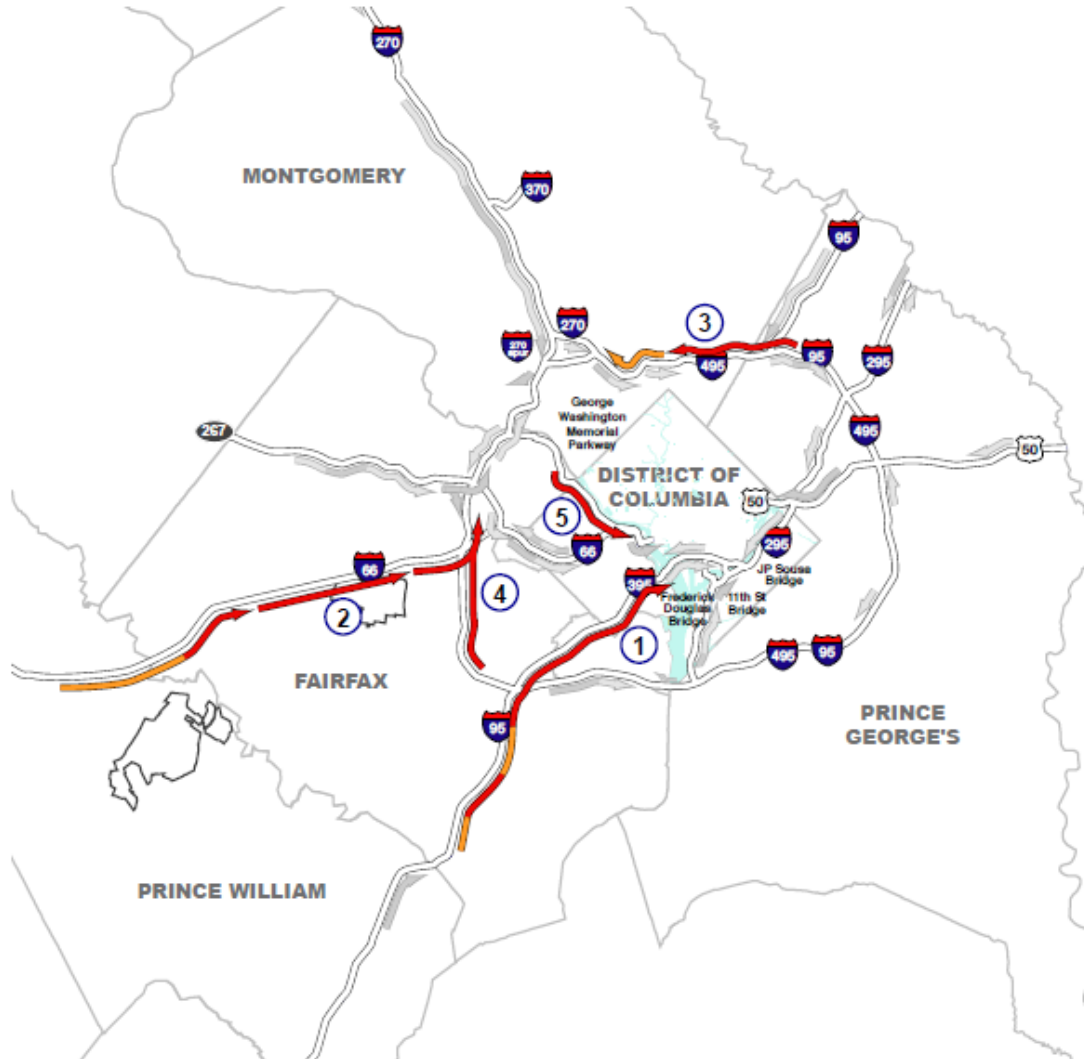 270
MONTGOMERY
370
95
3
270
270
spur
495
95
295
George
Washington
Memorial
Parkway
267
495
50
DISTRICT OF
COLUMBIA
50
5
66
295
66
JP Souse
Bridge
395
4
Frederick
Douglas
Bridge
11th St
Bridge
2
1
495
95
FAIRFAX
95
PRINCE
GEORGE'S
PRINCE WILLIAM